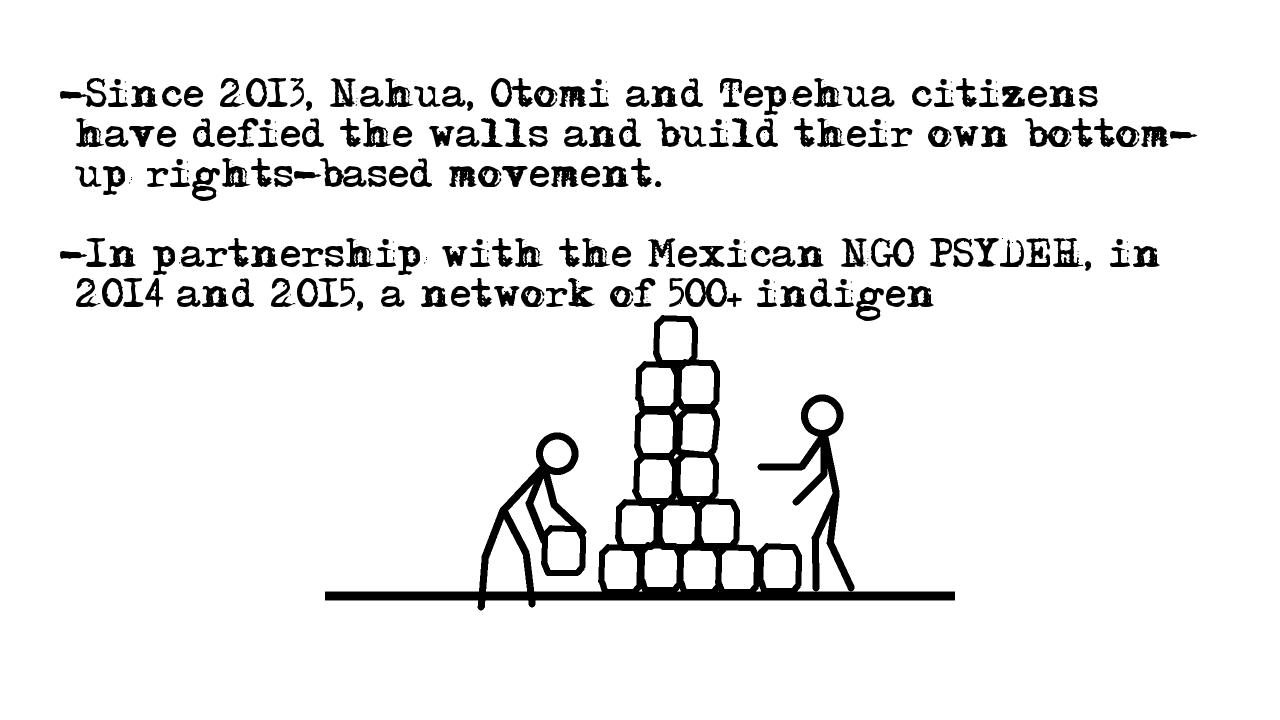 -Since 2013, Nahua, Otomi and Tepehua citizens
have defied the walls and build their own bottom-
up rights-based movement.
-In partnership with the Mexican NGO PSYDEH, in
2014 and 2015, a network of 500+ indigen